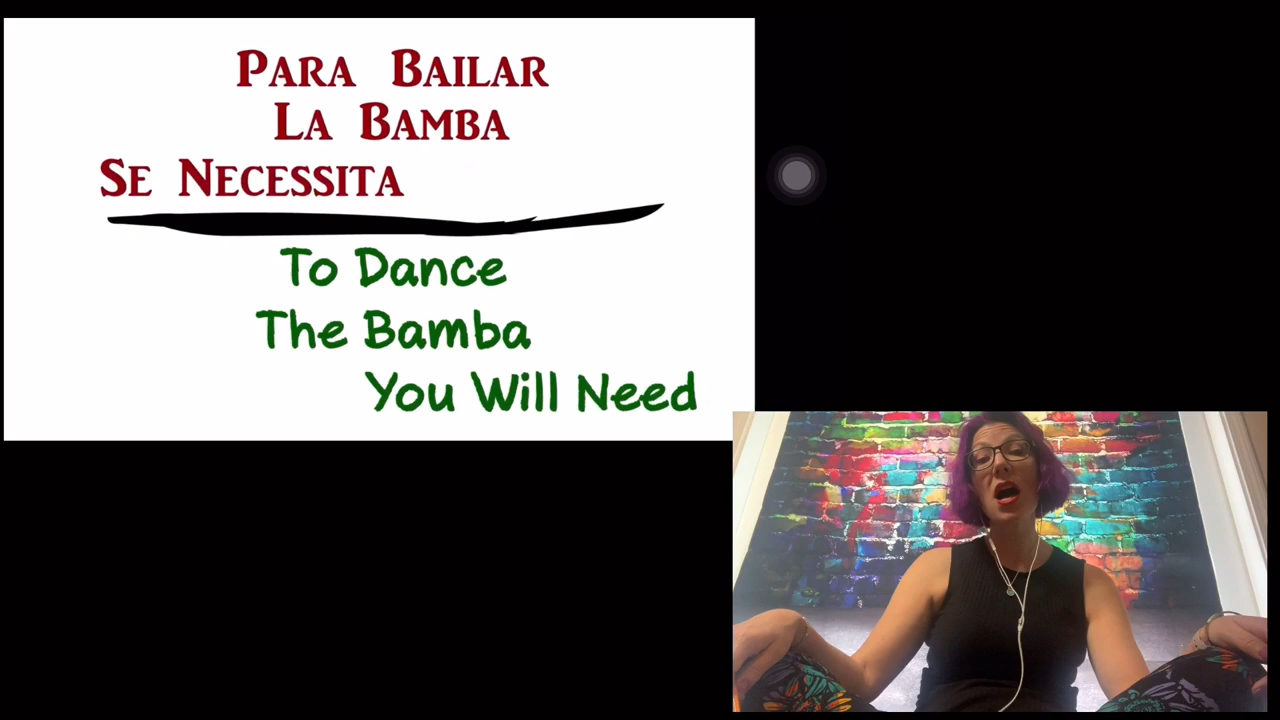 PARA BAILAR
LA BAMBA
SE NECESSITA
To Dance
The Bamba
You Will Need